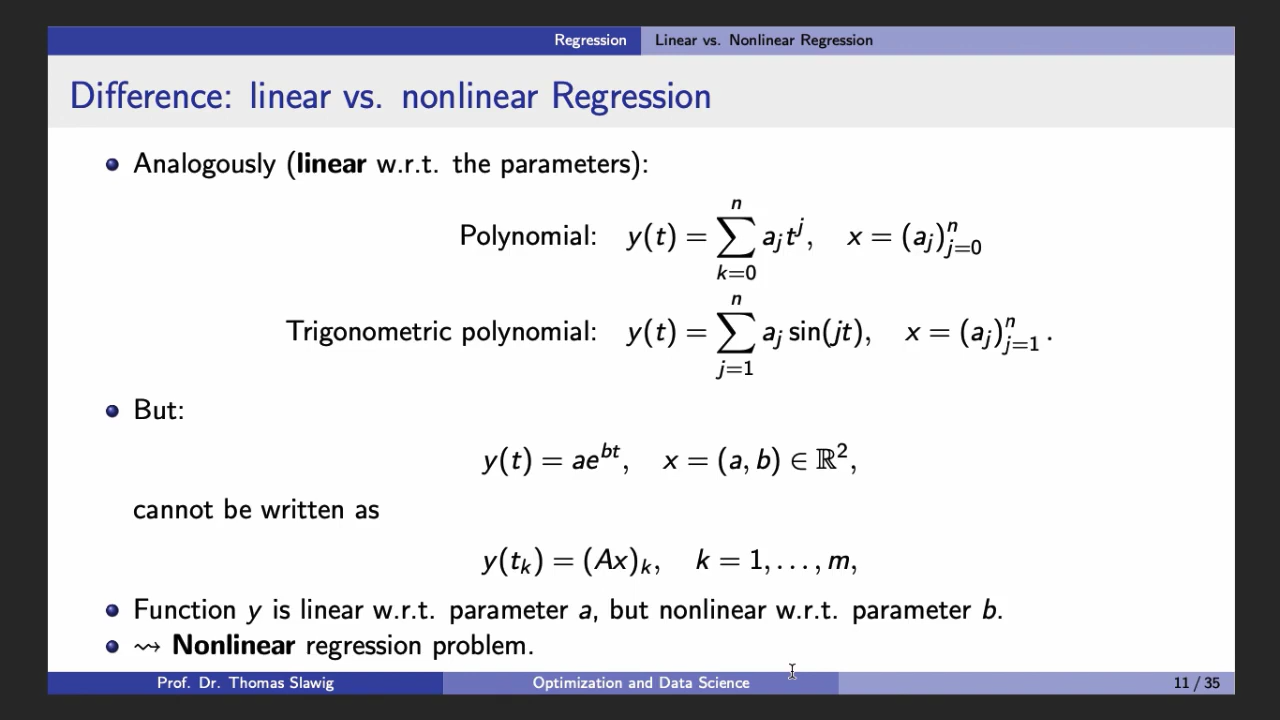 Regression Linear vs. Nonlinear Regression
Difference: linear vs. nonlinear Regression
Analogously (linear w.r.t. the parameters):
Polynomial: y(t) = ∑_{k=0}^{n} a_j t^j, x = (a_j)_{j=0}^{n}
Trigonometric polynomial: y(t) = ∑_{j=1}^{n} a_j sin(jt), x = (a_j)_{j=1}^{n}.
But:
y(t) = ae^{bt}, x = (a, b) ∈ ℝ²,
cannot be written as
y(t_k) = (Ax)_k, k = 1, . . . , m,
Function y is linear w.r.t. parameter a, but nonlinear w.r.t. parameter b.
⇝ Nonlinear regression problem.
Prof. Dr. Thomas Slawig Optimization and Data Science 11 / 35